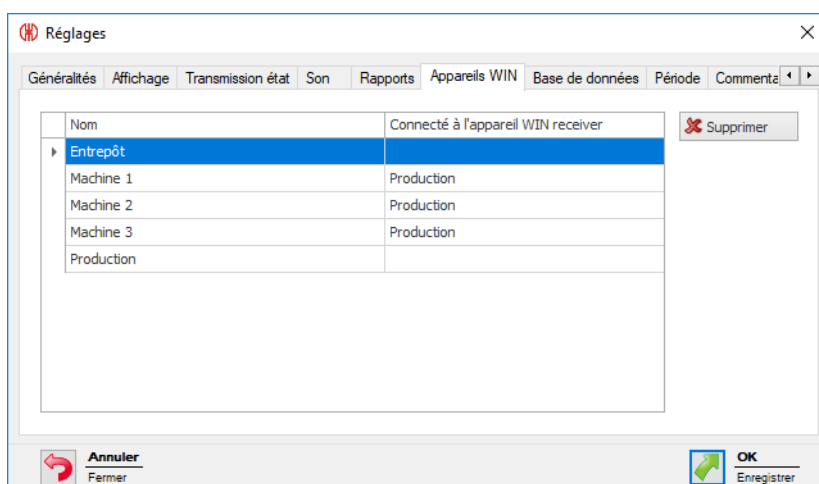 Réglages
Généralités Affichage Transmission état Son Rapports Appareils WIN Base de données Période Commenta
Nom Connecté à l'appareil WIN receiver
Supprimer
Entrepôt
Machine 1 Production
Machine 2 Production
Machine 3 Production
Production
Annuler
Fermer
OK
Enregistrer